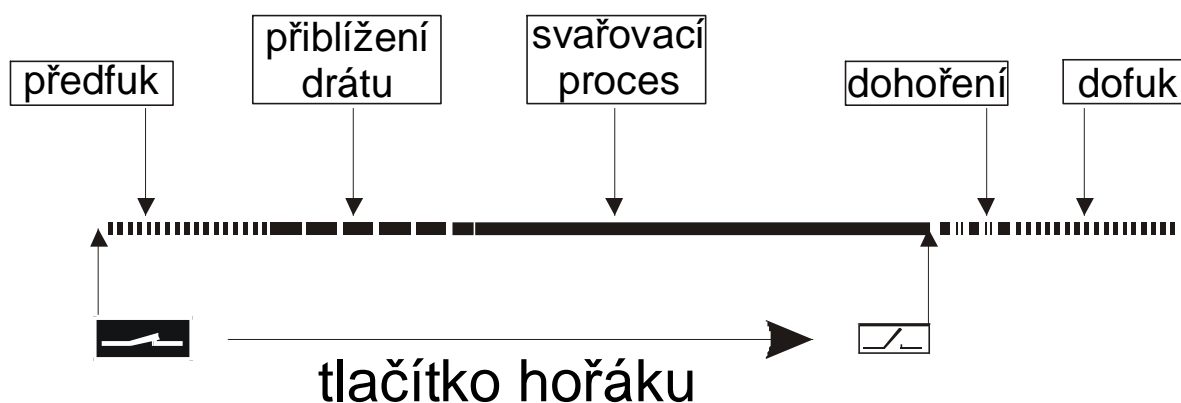 předfuk
přiblížení
drátu
svařovací
proces
dohoření
dofuk
tlačítko hořáku